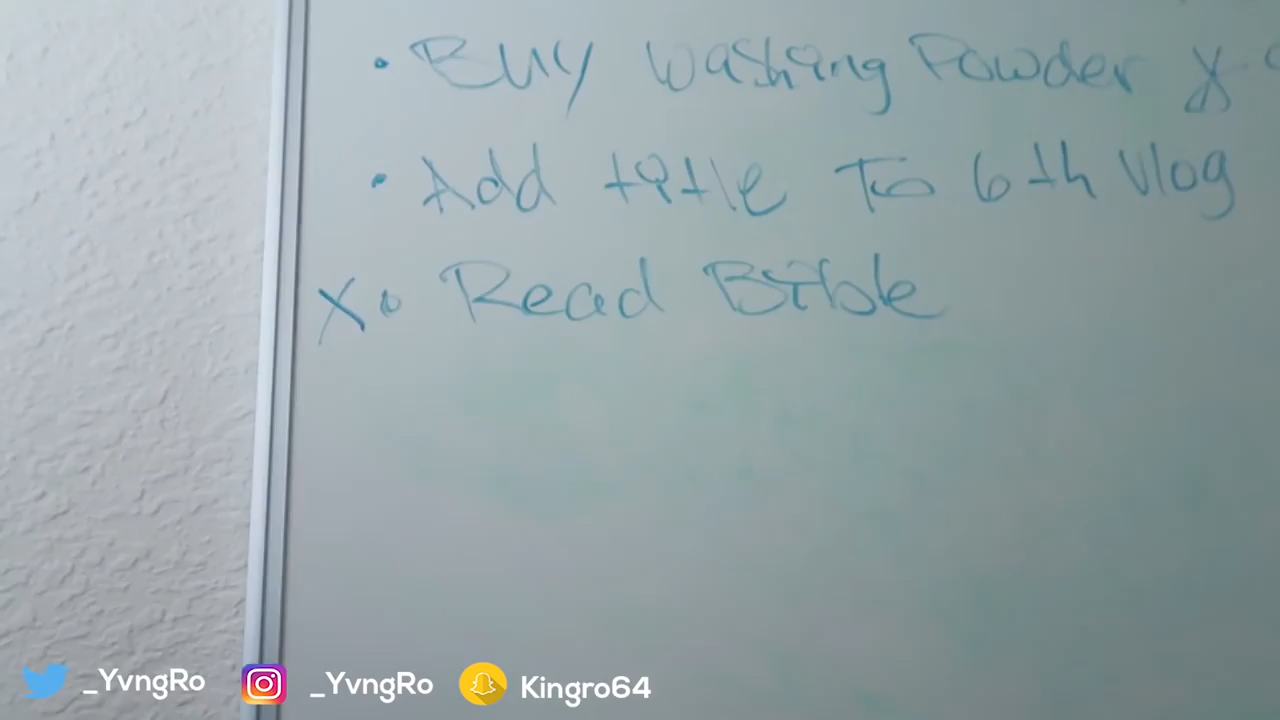 • Buy washing Powder X
• Add title To 6th Vlog
X • Read Bible
_YvngRo _YvngRo Kingro64